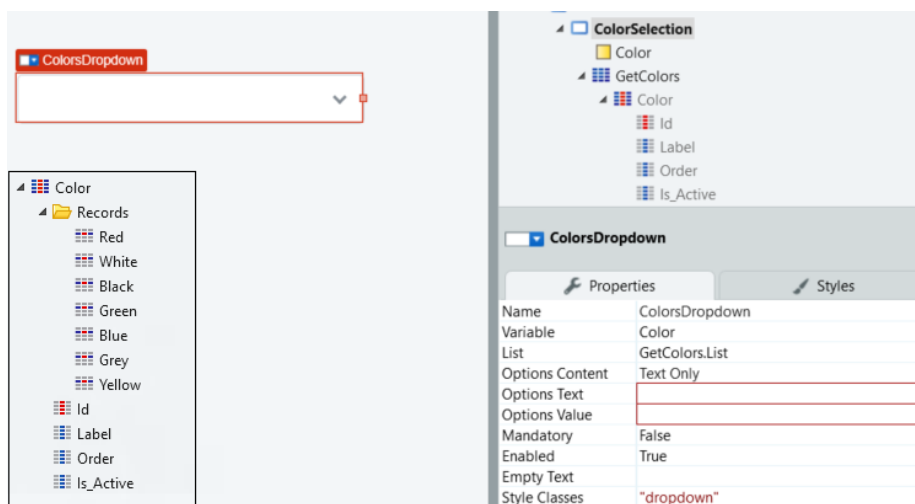 ColorsDropdown
Color
Records
Red
White
Black
Green
Blue
Grey
Yellow
Id
Label
Order
Is_Active
ColorSelection
Color
GetColors
Color
Id
Label
Order
Is_Active
ColorsDropdown
Properties Styles
Name ColorsDropdown
Variable Color
List GetColors.List
Options Content Text Only
Options Text
Options Value
Mandatory False
Enabled True
Empty Text
Style Classes "dropdown"